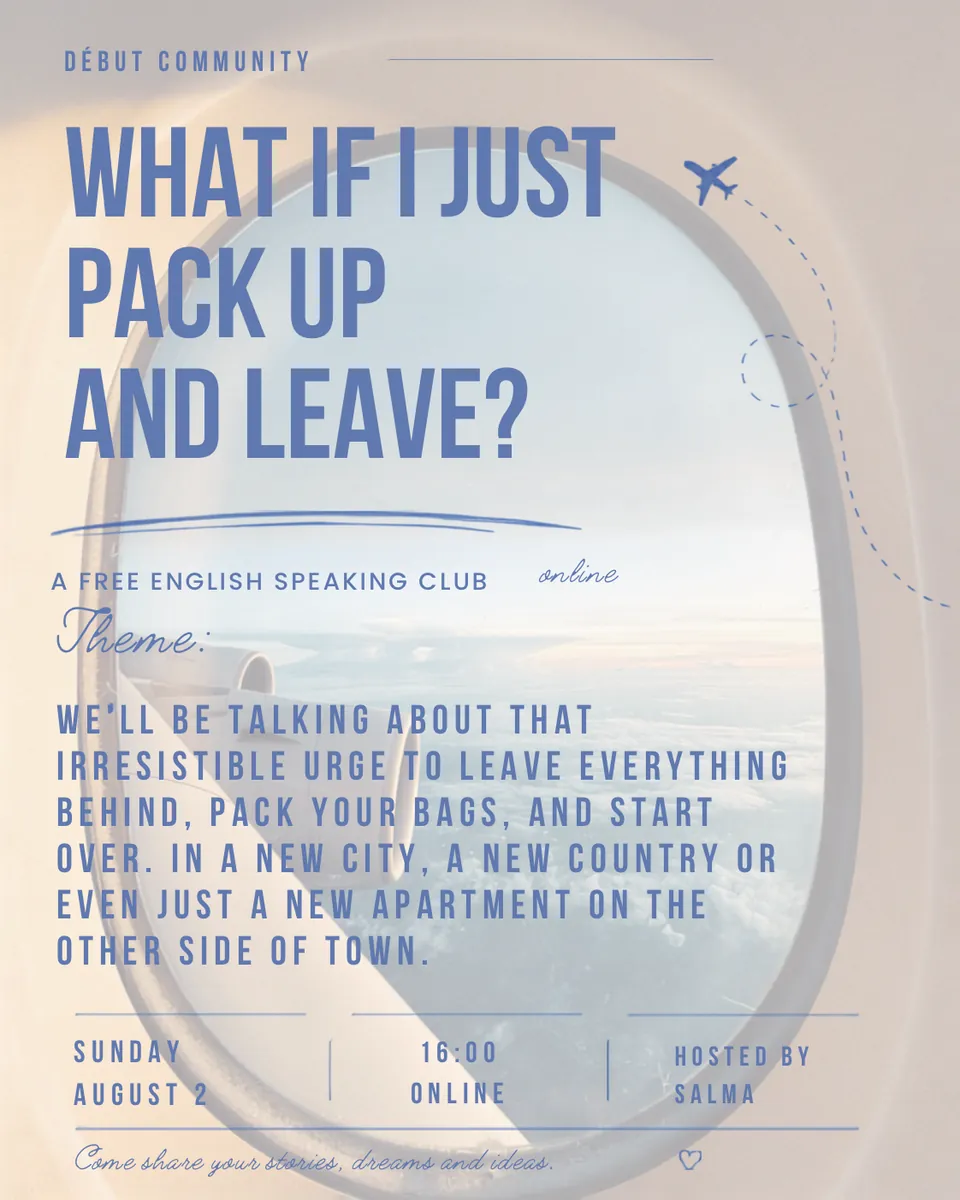 DÉBUT COMMUNITY
WHAT IF I JUST
PACK UP
AND LEAVE?
A FREE ENGLISH SPEAKING CLUB online
Theme:
WE'LL BE TALKING ABOUT THAT
IRRESISTIBLE URGE TO LEAVE EVERYTHING
BEHIND, PACK YOUR BAGS, AND START
OVER. IN A NEW CITY, A NEW COUNTRY OR
EVEN JUST A NEW APARTMENT ON THE
OTHER SIDE OF TOWN.
SUNDAY
AUGUST 2
16:00
ONLINE
HOSTED BY
SALMA
Come share your stories, dreams and ideas.